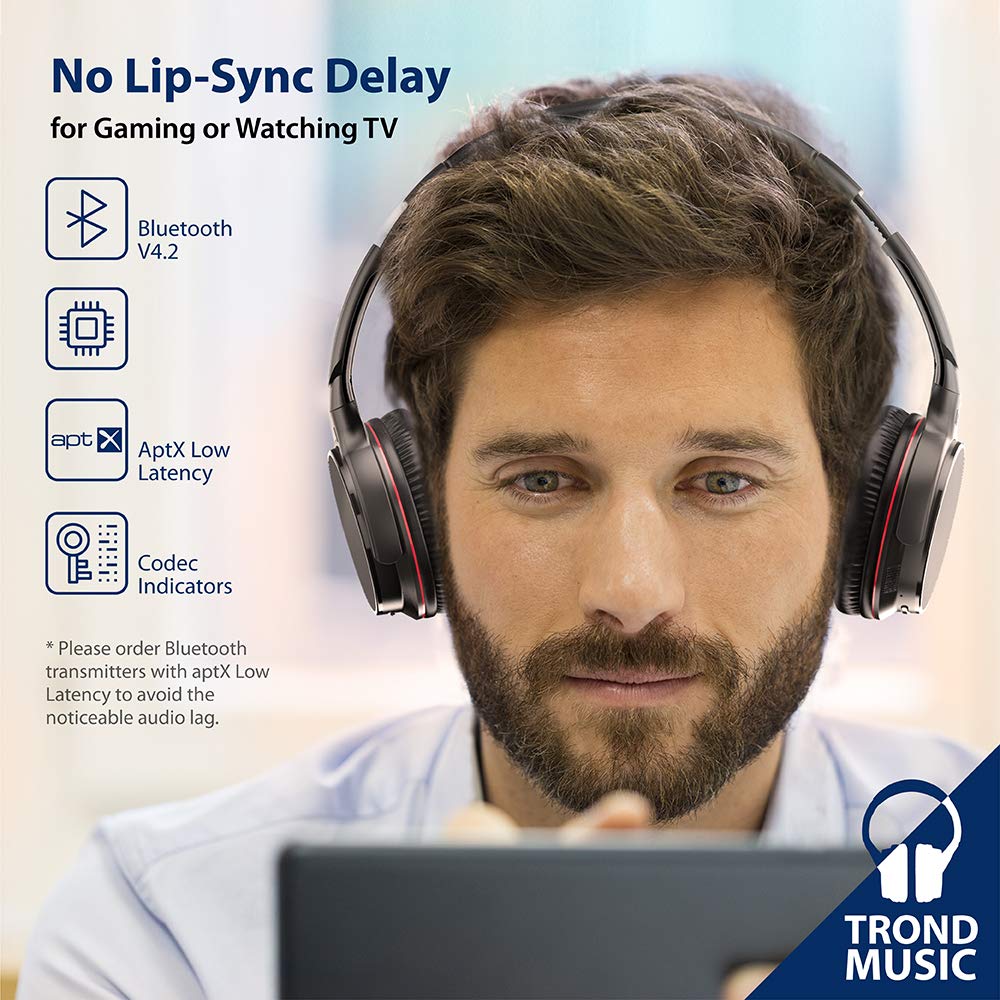 No Lip-Sync Delay
for Gaming or Watching TV
Bluetooth
V4.2
aptX
AptX Low
Latency
Codec
Indicators
* Please order Bluetooth
transmitters with aptX Low
Latency to avoid the
noticeable audio lag.
TROND
MUSIC